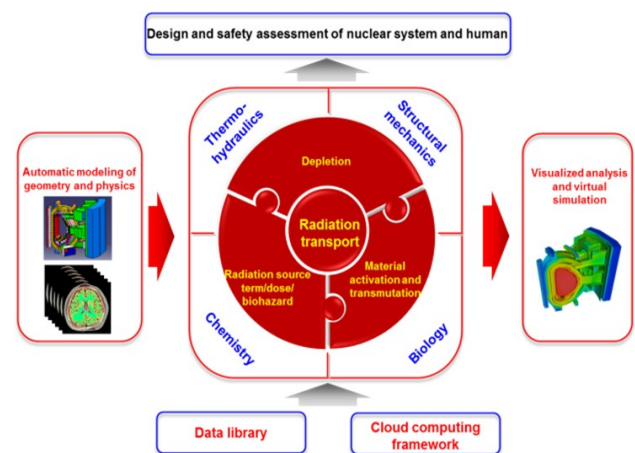 Design and safety assessment of nuclear system and human
Thermo-
hydraulics
Structural
mechanics
Depletion
Automatic modeling of
geometry and physics
Radiation
transport
Visualized analysis
and virtual
simulation
Radiation source
term/dose/
biohazard
Material
activation and
transmutation
Chemistry
Biology
Data library
Cloud computing
framework